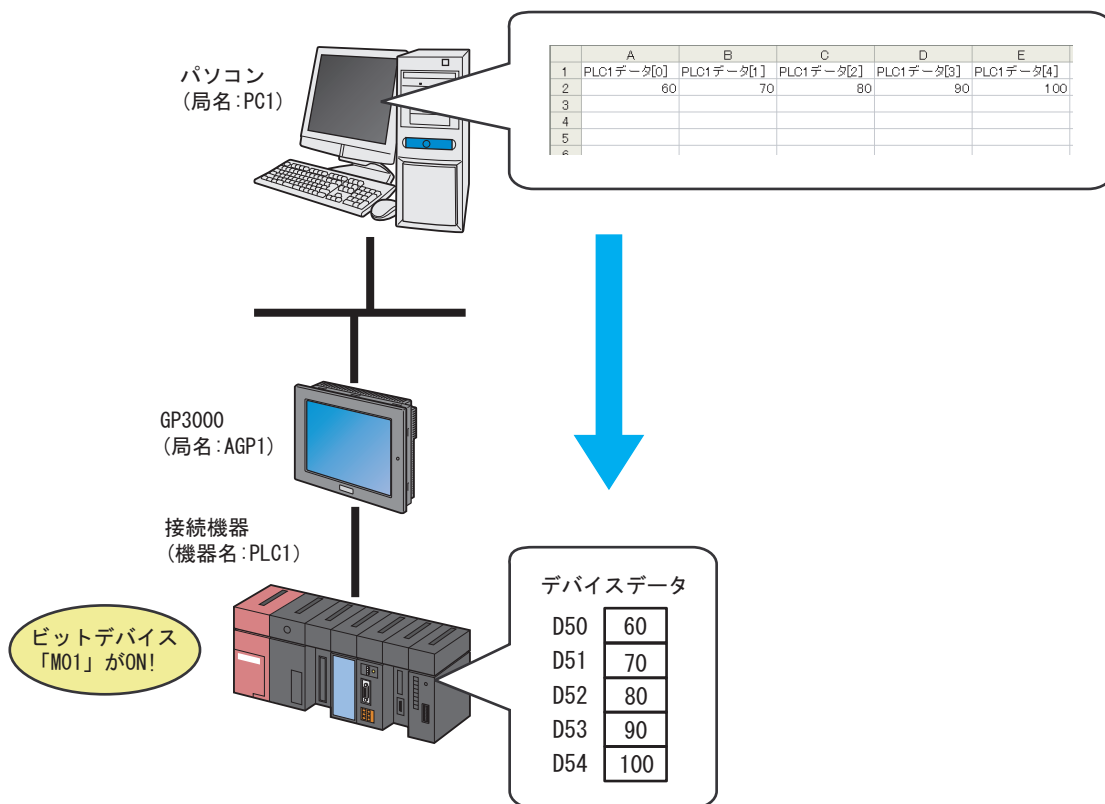 パソコン
(局名:PC1)
A B C D E
1 PLC1データ[0] PLC1データ[1] PLC1データ[2] PLC1データ[3] PLC1データ[4]
2 60 70 80 90 100
3
4
5
6
GP3000
(局名:AGP1)
接続機器
(機器名:PLC1)
ビットデバイス
「M01」がON!
デバイスデータ
D50 60
D51 70
D52 80
D53 90
D54 100